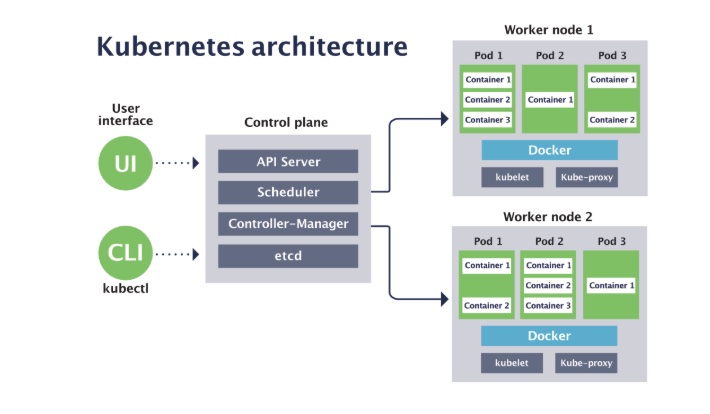 Kubernetes architecture
User
interface
UI
CLI
kubectl
Control plane
API Server
Scheduler
Controller-Manager
etcd
Worker node 1
Pod 1
Pod 2
Pod 3
Container 1
Container 2
Container 3
Container 1
Container 1
Container 2
Docker
kubelet
Kube-proxy
Worker node 2
Pod 1
Pod 2
Pod 3
Container 1
Container 2
Container 1
Container 2
Container 3
Container 1
Docker
kubelet
Kube-proxy